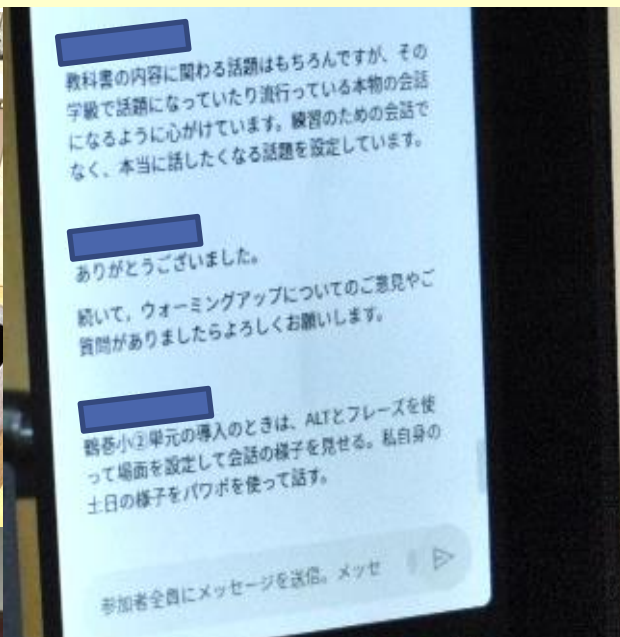 教科書の内容に関わる話題はもちろんですが、その
学級で話題になっていたり流行っている本物の会話
になるように心がけています。練習のための会話で
なく、本当に話したくなる話題を設定しています。
ありがとうございました。
続いて，ウォーミングアップについてのご意見やご
質問がありましたらよろしくお願いします。
鶴巻小②単元の導入のときは、ALTとフレーズを使
って場面を設定して会話の様子を見せる。私自身の
土日の様子をパワポを使って話す。
参加者全員にメッセージを送信。メッセ